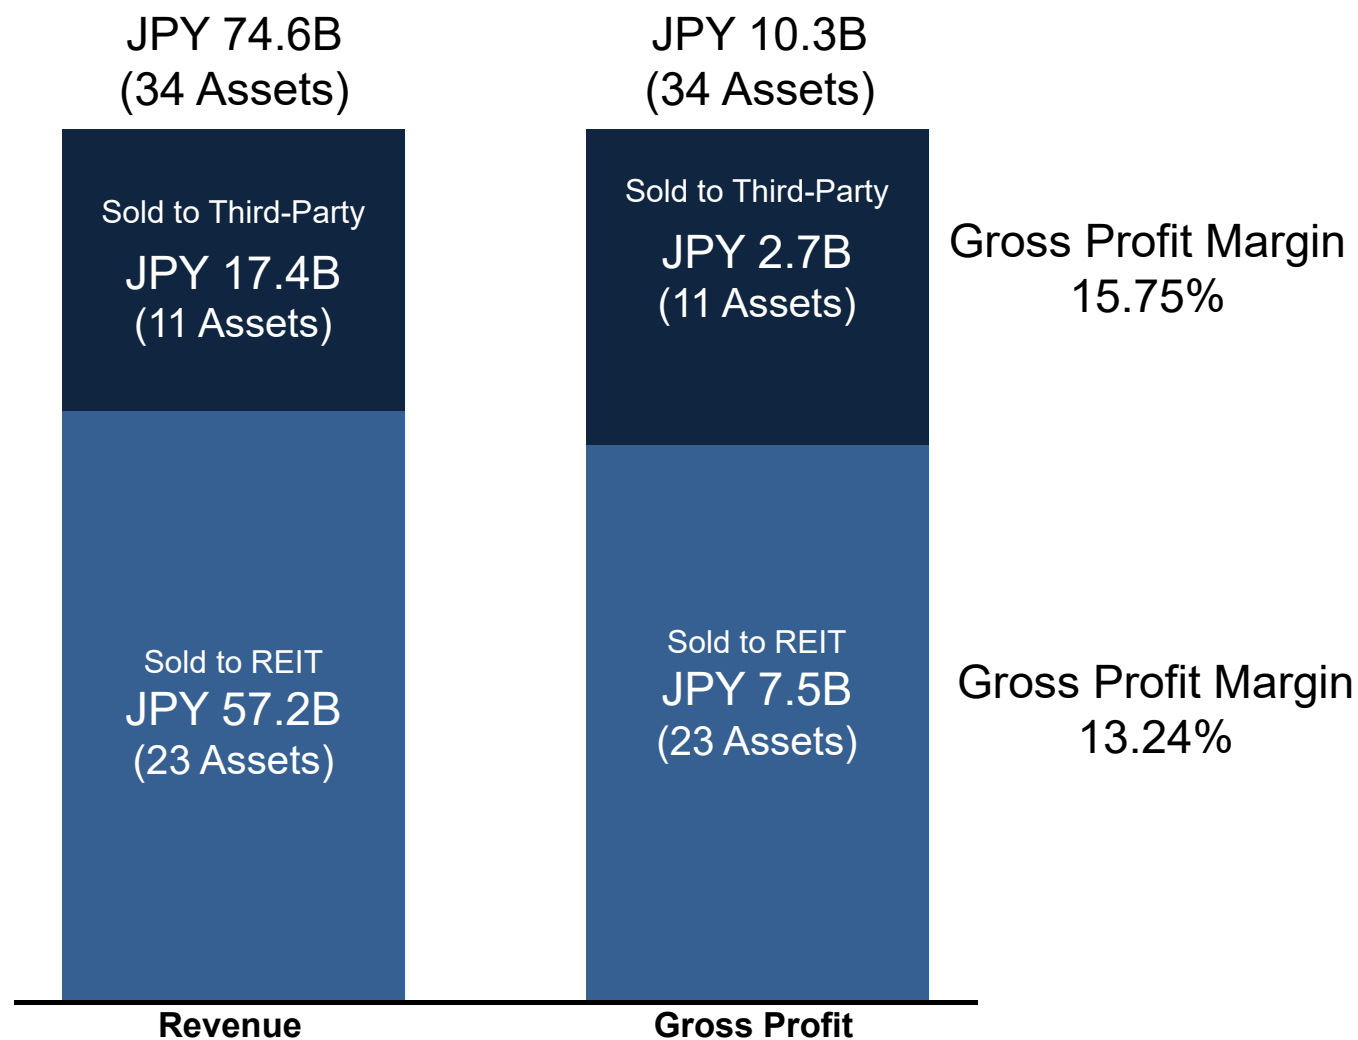 JPY 74.6B
(34 Assets)
Sold to Third-Party
JPY 17.4B
(11 Assets)
Sold to REIT
JPY 57.2B
(23 Assets)
Revenue
JPY 10.3B
(34 Assets)
Sold to Third-Party
JPY 2.7B
(11 Assets)
Sold to REIT
JPY 7.5B
(23 Assets)
Gross Profit
Gross Profit Margin
15.75%
Gross Profit Margin
13.24%